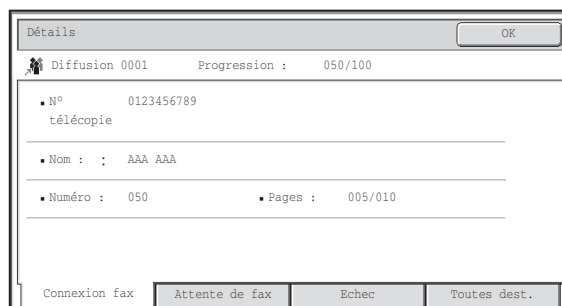 Détails
OK
Diffusion 0001 Progression : 050/100
Nº 0123456789
télécopie
Nom : : AAA AAA
Numéro : 050 Pages : 005/010
Connexion fax Attente de fax Echec Toutes dest.